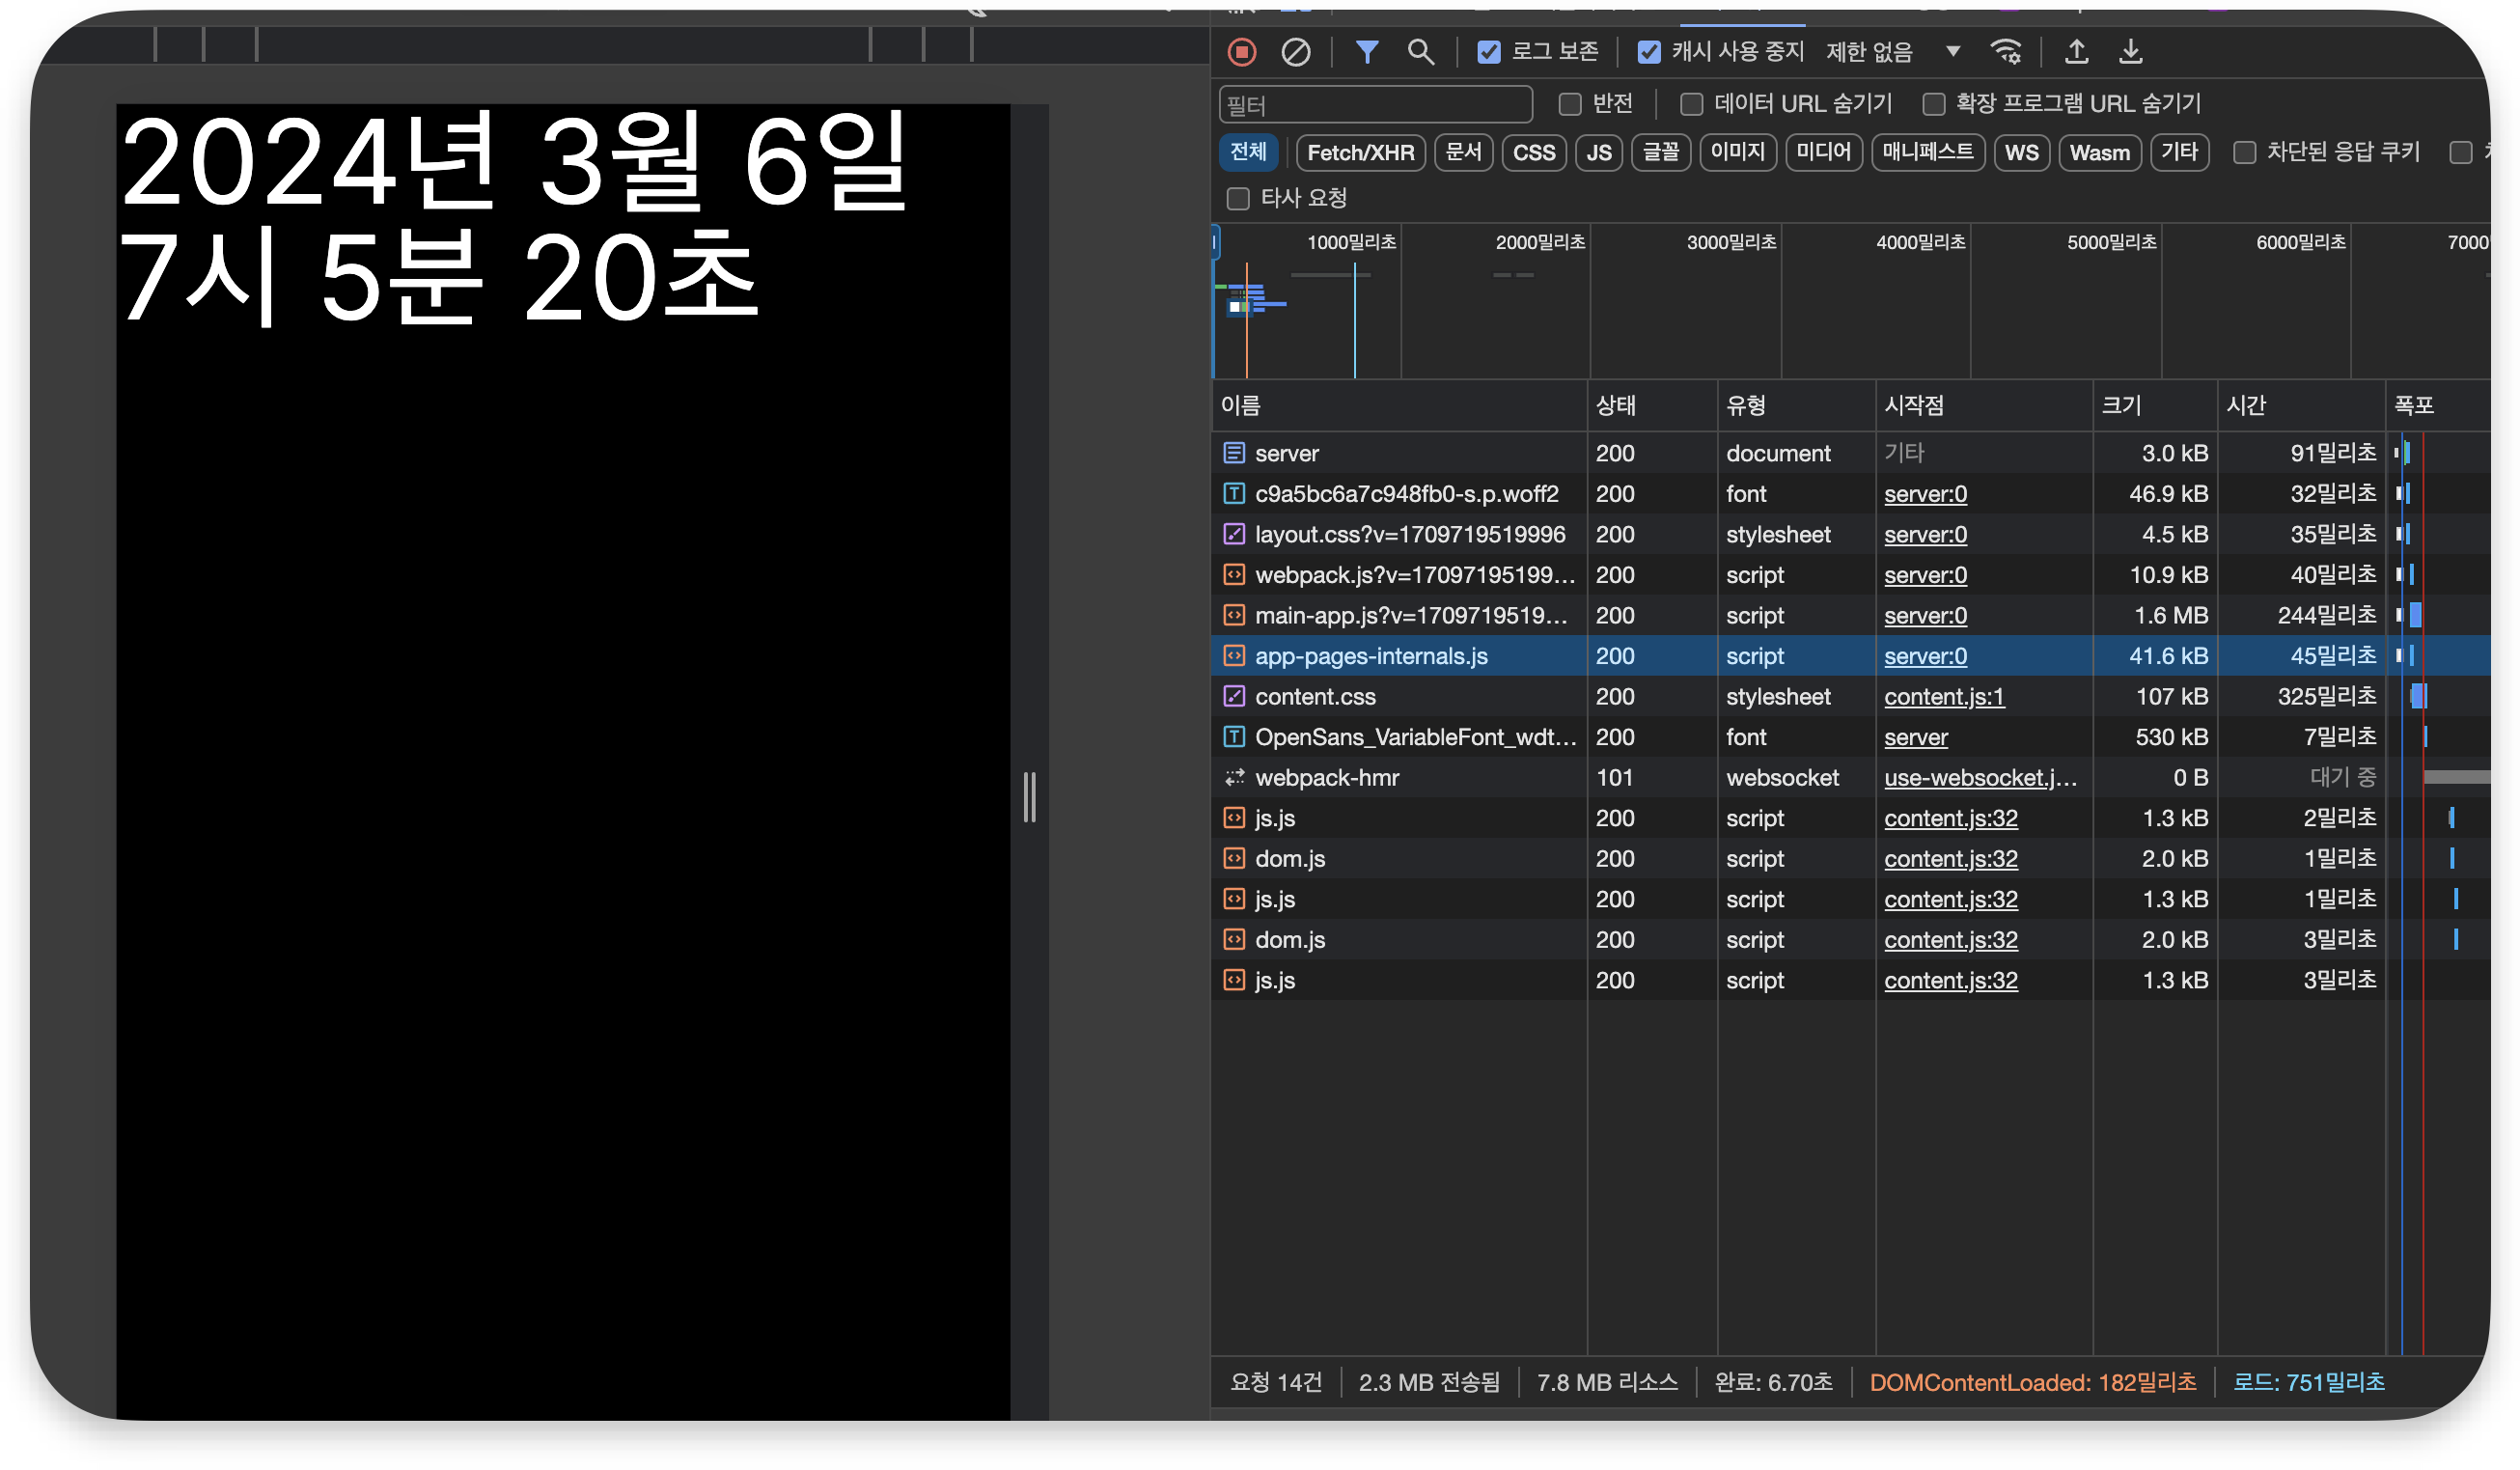 2024년 3월 6일
7시 5분 20초
로그 보존
캐시 사용 중지
제한 없음
필터
반전
데이터 URL 숨기기
확장 프로그램 URL 숨기기
전체 Fetch/XHR 문서 CSS JS 글꼴 이미지 미디어 매니페스트 WS Wasm 기타 차단된 응답 쿠키
타사 요청
1000밀리초 2000밀리초 3000밀리초 4000밀리초 5000밀리초 6000밀리초 7000
이름 상태 유형 시작점 크기 시간 폭포
server 200 document 기타 3.0 kB 91밀리초
c9a5bc6a7c948fb0-s.p.woff2 200 font server:0 46.9 kB 32밀리초
layout.css?v=1709719519996 200 stylesheet server:0 4.5 kB 35밀리초
webpack.js?v=17097195199... 200 script server:0 10.9 kB 40밀리초
main-app.js?v=1709719519... 200 script server:0 1.6 MB 244밀리초
app-pages-internals.js 200 script server:0 41.6 kB 45밀리초
content.css 200 stylesheet content.js:1 107 kB 325밀리초
OpenSans_VariableFont_wdt... 200 font server 530 kB 7밀리초
webpack-hmr 101 websocket use-websocket.j... 0 B 대기 중
js.js 200 script content.js:32 1.3 kB 2밀리초
dom.js 200 script content.js:32 2.0 kB 1밀리초
js.js 200 script content.js:32 1.3 kB 1밀리초
dom.js 200 script content.js:32 2.0 kB 3밀리초
js.js 200 script content.js:32 1.3 kB 3밀리초
요청 14건 2.3 MB 전송됨 7.8 MB 리소스 완료: 6.70초 DOMContentLoaded: 182밀리초 로드: 751밀리초